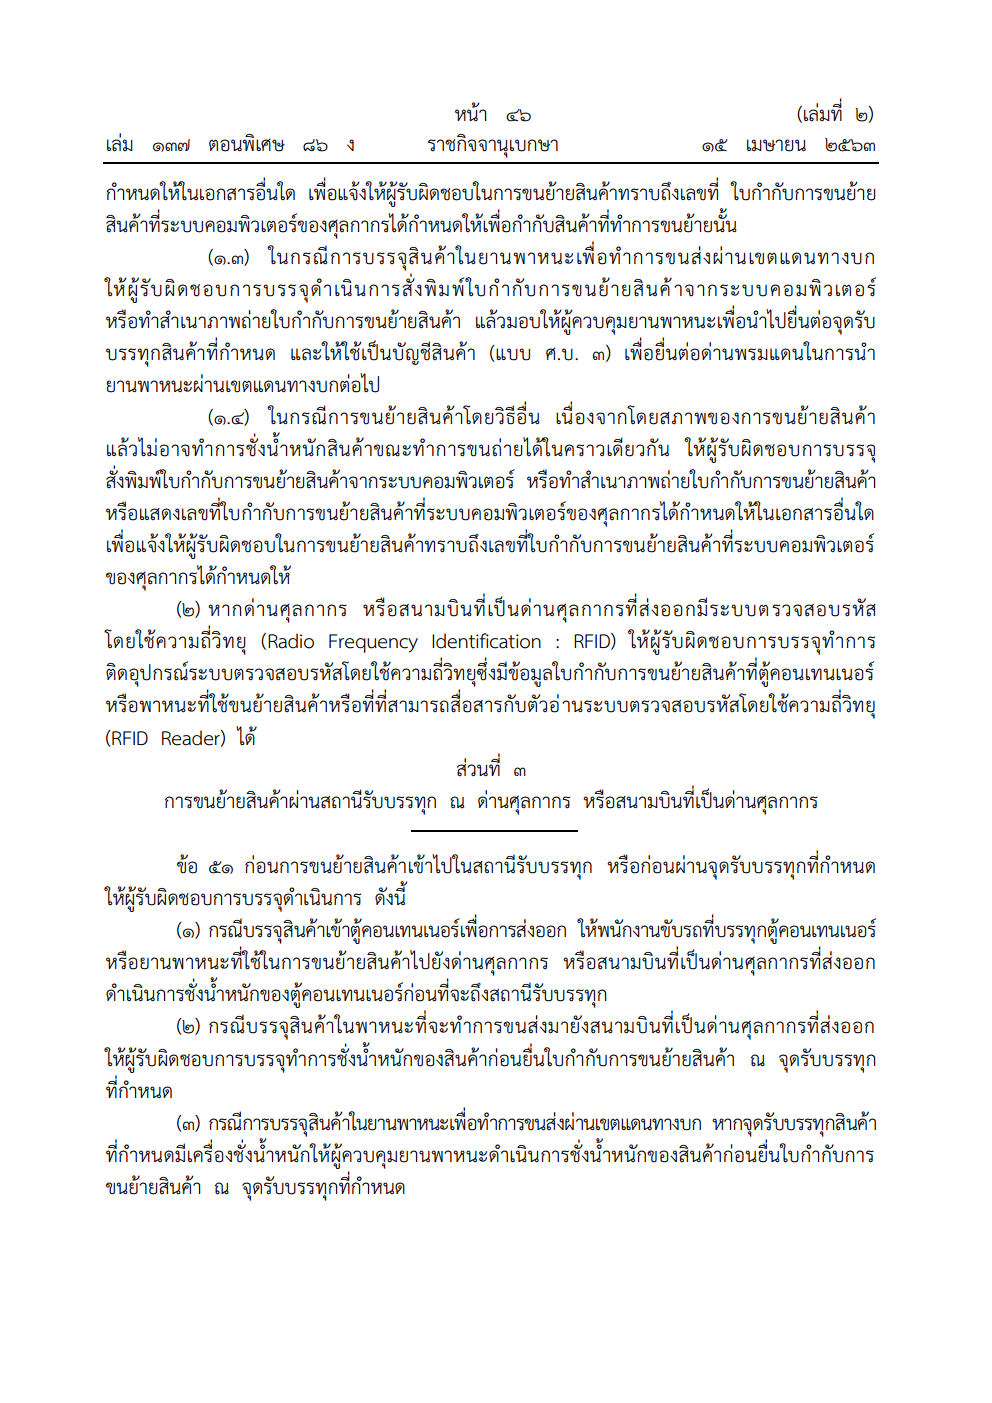 หน้า ๔๖ (เล่มที่ ๒)
เล่ม ๑๓๗ ตอนพิเศษ ๘๖ ง ราชกิจจานุเบกษา ๑๕ เมษายน ๒๕๖๓
กำหนดให้ในเอกสารอื่นใด เพื่อแจ้งให้ผู้รับผิดชอบในการขนย้ายสินค้าทราบถึงเลขที่ ใบกำกับการขนย้าย
สินค้าที่ระบบคอมพิวเตอร์ของศุลกากรได้กำหนดให้เพื่อกำกับสินค้าที่ทำการขนย้ายนั้น
(๑.๓) ในกรณีการบรรจุสินค้าในยานพาหนะเพื่อทำการขนส่งผ่านเขตแดนทางบก
ให้ผู้รับผิดชอบการบรรจุดำเนินการสั่งพิมพ์ใบกำกับการขนย้ายสินค้าจากระบบคอมพิวเตอร์
หรือทำสำเนาภาพถ่ายใบกำกับการขนย้ายสินค้า แล้วมอบให้ผู้ควบคุมยานพาหนะเพื่อนำไปยื่นต่อจุดรับ
บรรทุกสินค้าที่กำหนด และให้ใช้เป็นบัญชีสินค้า (แบบ ศ.บ. ๓) เพื่อยื่นต่อด่านพรมแดนในการนำ
ยานพาหนะผ่านเขตแดนทางบกต่อไป
(๑.๔) ในกรณีการขนย้ายสินค้าโดยวิธีอื่น เนื่องจากโดยสภาพของการขนย้ายสินค้า
แล้วไม่อาจทำการชั่งน้ำหนักสินค้าขณะทำการขนถ่ายได้ในคราวเดียวกัน ให้ผู้รับผิดชอบการบรรจุ
สั่งพิมพ์ใบกำกับการขนย้ายสินค้าจากระบบคอมพิวเตอร์ หรือทำสำเนาภาพถ่ายใบกำกับการขนย้ายสินค้า
หรือแสดงเลขที่ใบกำกับการขนย้ายสินค้าที่ระบบคอมพิวเตอร์ของศุลกากรได้กำหนดให้ในเอกสารอื่นใด
เพื่อแจ้งให้ผู้รับผิดชอบในการขนย้ายสินค้าทราบถึงเลขที่ใบกำกับการขนย้ายสินค้าที่ระบบคอมพิวเตอร์
ของศุลกากรได้กำหนดให้
(๒) หากด่านศุลกากร หรือสนามบินที่เป็นด่านศุลกากรที่ส่งออกมีระบบตรวจสอบรหัส
โดยใช้ความถี่วิทยุ (Radio Frequency Identification : RFID) ให้ผู้รับผิดชอบการบรรจุทำการ
ติดอุปกรณ์ระบบตรวจสอบรหัสโดยใช้ความถี่วิทยุซึ่งมีข้อมูลใบกำกับการขนย้ายสินค้าที่ตู้คอนเทนเนอร์
หรือพาหนะที่ใช้ขนย้ายสินค้าหรือที่ที่สามารถสื่อสารกับตัวอ่านระบบตรวจสอบรหัสโดยใช้ความถี่วิทยุ
(RFID Reader) ได้
ส่วนที่ ๓
การขนย้ายสินค้าผ่านสถานีรับบรรทุก ณ ด่านศุลกากร หรือสนามบินที่เป็นด่านศุลกากร
ข้อ ๕๑ ก่อนการขนย้ายสินค้าเข้าไปในสถานีรับบรรทุก หรือก่อนผ่านจุดรับบรรทุกที่กำหนด
ให้ผู้รับผิดชอบการบรรจุดำเนินการ ดังนี้
(๑) กรณีบรรจุสินค้าเข้าตู้คอนเทนเนอร์เพื่อการส่งออก ให้พนักงานขับรถที่บรรทุกตู้คอนเทนเนอร์
หรือยานพาหนะที่ใช้ในการขนย้ายสินค้าไปยังด่านศุลกากร หรือสนามบินที่เป็นด่านศุลกากรที่ส่งออก
ดำเนินการชั่งน้ำหนักของตู้คอนเทนเนอร์ก่อนที่จะถึงสถานีรับบรรทุก
(๒) กรณีบรรจุสินค้าในพาหนะที่จะทำการขนส่งมายังสนามบินที่เป็นด่านศุลกากรที่ส่งออก
ให้ผู้รับผิดชอบการบรรจุทำการชั่งน้ำหนักของสินค้าก่อนยื่นใบกำกับการขนย้ายสินค้า ณ จุดรับบรรทุก
ที่กำหนด
(๓) กรณีการบรรจุสินค้าในยานพาหนะเพื่อทำการขนส่งผ่านเขตแดนทางบก หากจุดรับบรรทุกสินค้า
ที่กำหนดมีเครื่องชั่งน้ำหนักให้ผู้ควบคุมยานพาหนะดำเนินการชั่งน้ำหนักของสินค้าก่อนยื่นใบกำกับการ
ขนย้ายสินค้า ณ จุดรับบรรทุกที่กำหนด